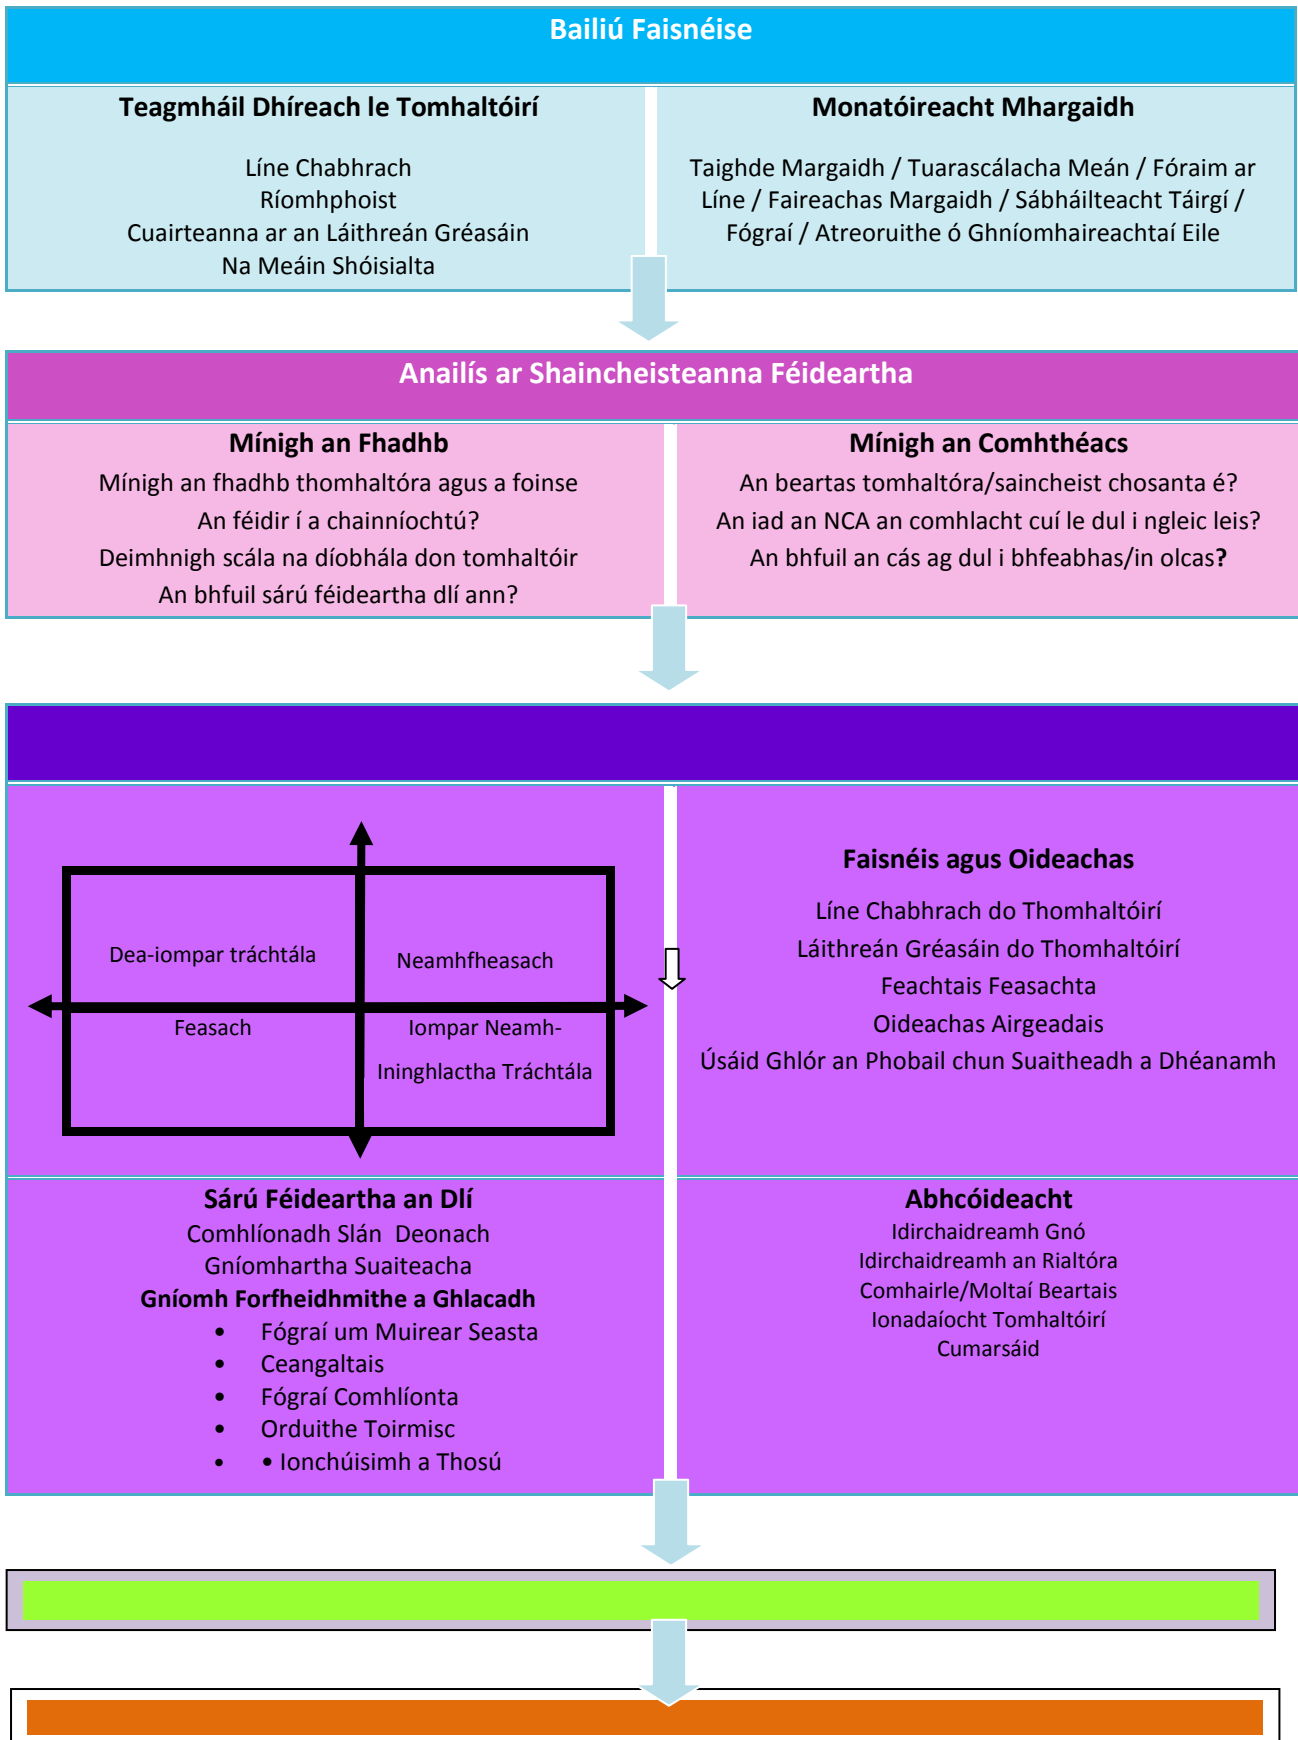 Bailiú Faisnéise
Teagmháil Dhíreach le Tomhaltóirí
Líne Chabhrach
Ríomhphoist
Cuairteanna ar an Láithreán Gréasáin
Na Meáin Shóisialta
Monatóireacht Mhargaidh
Taighde Margaidh / Tuarascálacha Meán / Fóraim ar
Líne / Faireachas Margaidh / Sábháilteacht Táirgí /
Fógraí / Atreoruithe ó Ghníomhaireachtaí Eile
Anailís ar Shaincheisteanna Féideartha
Mínigh an Fhadhb
Mínigh an fhadhb thomhaltóra agus a foinse
An féidir í a chainníochtú?
Deimhnigh scála na díobhála don tomhaltóir
An bhfuil sárú féideartha dlí ann?
Mínigh an Comhthéacs
An beartas tomhaltóra/saincheist chosanta é?
An iad an NCA an comhlacht cuí le dul i ngleic leis?
An bhfuil an cás ag dul i bhfeabhas/in olcas?
Dea-iompar tráchtála
Neamhfheasach
Feasach
Iompar Neamh-
Ininghlactha Tráchtála
Faisnéis agus Oideachas
Líne Chabhrach do Thomhaltóirí
Láithreán Gréasáin do Thomhaltóirí
Feachtais Feasachta
Oideachas Airgeadais
Úsáid Ghlór an Phobail chun Suaitheadh a Dhéanamh
Sárú Féideartha an Dlí
Comhlíonadh Slán Deonach
Gníomhartha Suaiteacha
Gníomh Forfheidhmithe a Ghlacadh
• Fógraí um Muirear Seasta
• Ceangaltais
• Fógraí Comhlíonta
• Orduithe Toirmisc
• • Ionchúisimh a Thosú
Abhcóideacht
Idirchaidreamh Gnó
Idirchaidreamh an Rialtóra
Comhairle/Moltaí Beartais
Ionadaíocht Tomhaltóirí
Cumarsáid